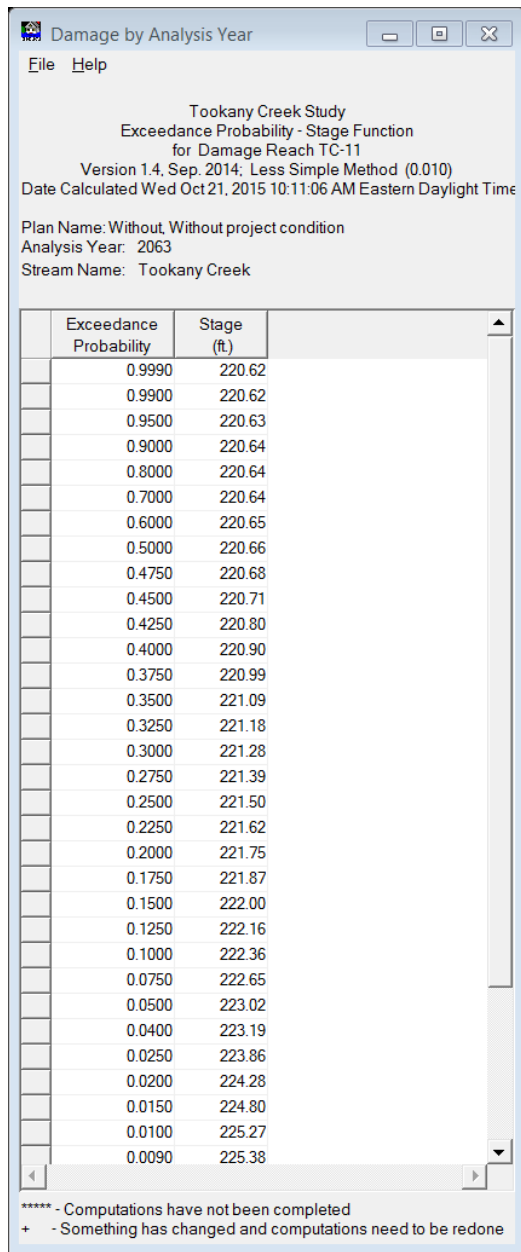 Damage by Analysis Year
File Help
Tookany Creek Study
Exceedance Probability - Stage Function
for Damage Reach TC-11
Version 1.4, Sep. 2014; Less Simple Method (0.010)
Date Calculated Wed Oct 21, 2015 10:11:06 AM Eastern Daylight Time
Plan Name: Without, Without project condition
Analysis Year: 2063
Stream Name: Tookany Creek
Exceedance Stage
Probability (ft.)
0.9990 220.62
0.9900 220.62
0.9500 220.63
0.9000 220.64
0.8000 220.64
0.7000 220.64
0.6000 220.65
0.5000 220.66
0.4750 220.68
0.4500 220.71
0.4250 220.80
0.4000 220.90
0.3750 220.99
0.3500 221.09
0.3250 221.18
0.3000 221.28
0.2750 221.39
0.2500 221.50
0.2250 221.62
0.2000 221.75
0.1750 221.87
0.1500 222.00
0.1250 222.16
0.1000 222.36
0.0750 222.65
0.0500 223.02
0.0400 223.19
0.0250 223.86
0.0200 224.28
0.0150 224.80
0.0100 225.27
0.0090 225.38
***** - Computations have not been completed
+ - Something has changed and computations need to be redone